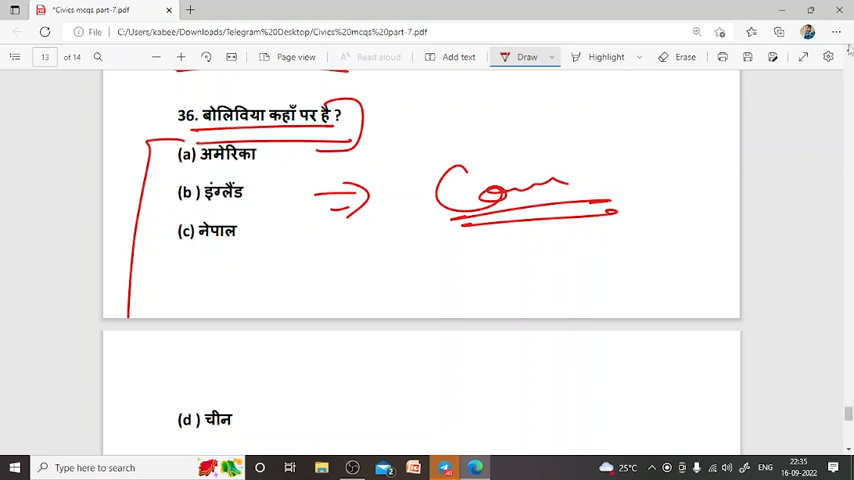 *Civics mcqs part-7.pdf
File C:/Users/kabee/Downloads/Telegram%20Desktop/Civics%20mcqs%20part-7.pdf
13 of 14 Page view Read aloud Add text Draw Highlight Erase
36. बोलिविया कहाँ पर है ?
(a) अमेरिका
(b ) इंग्लैंड
(c) नेपाल
(d ) चीन
Type here to search 2 25°C ENG 22:35
16-09-2022